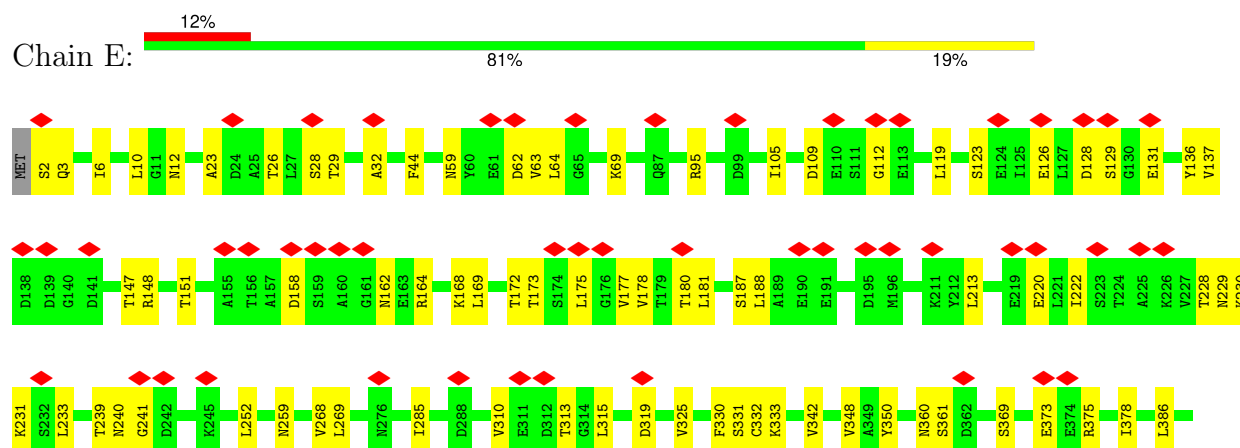 12%
Chain E:
81% 19%
MET S2 Q3 I6 L10 G11 N12 A23 D24 A25 T26 L27 S28 T29 A32 F44 N59 Y60 E61 D62 V63 L64 G65 K69 Q87 R95 D99 I105 D109 E110 S111 G112 E113 L119 S123 E124 I125 E126 L127 D128 S129 G130 E131 Y136 V137
D138 D139 G140 D141 T147 R148 T151 A155 T156 A157 D158 S159 A160 G161 N162 E163 R164 K168 L169 T172 T173 S174 L175 G176 V177 V178 T179 T180 L181 S187 L188 A189 E190 E191 D195 M196 K211 Y212 L213 E219 E220 L221 I222 S223 T224 A225 K226 V227 T228 N229 K230
K231 S232 L233 T239 N240 G241 D242 K245 L252 N259 V268 L269 N276 I285 D288 V310 E311 D312 T313 G314 L315 D319 V325 F330 S331 C332 K333 V342 V348 A349 Y350 N360 S361 D362 S369 E373 E374 R375 I378 L386